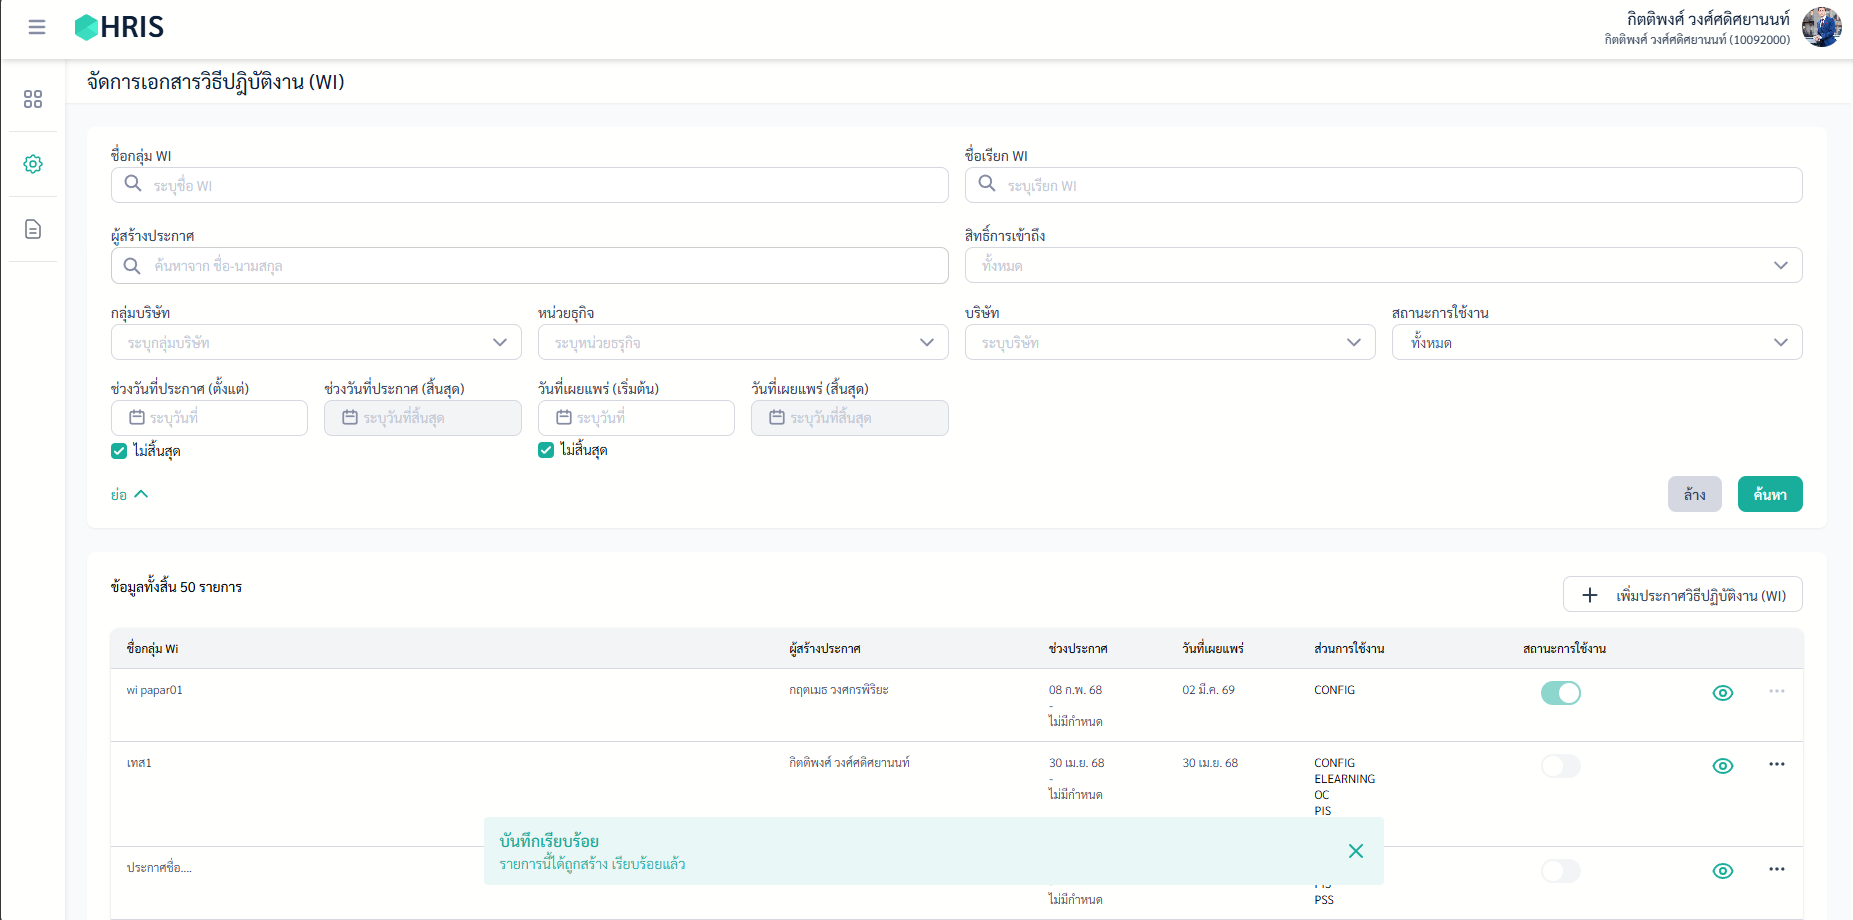 HRIS
กิตติพงศ์ วงศ์ศดิศยานนท์
กิตติพงศ์ วงศ์ศดิศยานนท์ (10092000)
จัดการเอกสารวิธีปฎิบัติงาน (WI)
ชื่อกลุ่ม WI
ชื่อเรียก WI
ระบุชื่อ WI
ระบุเรียก WI
ผู้สร้างประกาศ
สิทธิ์การเข้าถึง
ค้นหาจาก ชื่อ-นามสกุล
ทั้งหมด
กลุ่มบริษัท
หน่วยธุกิจ
บริษัท
สถานะการใช้งาน
ระบุกลุ่มบริษัท
ระบุหน่วยธรุกิจ
ระบุบริษัท
ทั้งหมด
ช่วงวันที่ประกาศ (ตั้งแต่)
ช่วงวันที่ประกาศ (สิ้นสุด)
วันที่เผยแพร่ (เริ่มต้น)
วันที่เผยแพร่ (สิ้นสุด)
ระบุวันที่
ระบุวันที่สิ้นสุด
ระบุวันที่
ระบุวันที่สิ้นสุด
ไม่สิ้นสุด
ไม่สิ้นสุด
ย่อ
ล้าง
ค้นหา
ข้อมูลทั้งสิ้น 50 รายการ
เพิ่มประกาศวิธีปฏิบัติงาน (WI)
ชื่อกลุ่ม Wi
ผู้สร้างประกาศ
ช่วงประกาศ
วันที่เผยแพร่
ส่วนการใช้งาน
สถานะการใช้งาน
wi papar01
กฤตเมธ วงศกรพิริยะ
08 ก.พ. 68
-
ไม่มีกำหนด
02 มี.ค. 69
CONFIG
เทส1
กิตติพงศ์ วงศ์ศดิศยานนท์
30 เม.ย. 68
-
ไม่มีกำหนด
30 เม.ย. 68
CONFIG
ELEARNING
OC
PIS
บันทึกเรียบร้อย
รายการนี้ได้ถูกสร้าง เรียบร้อยแล้ว
ประกาศชื่อ....
ไม่มีกำหนด
PSS